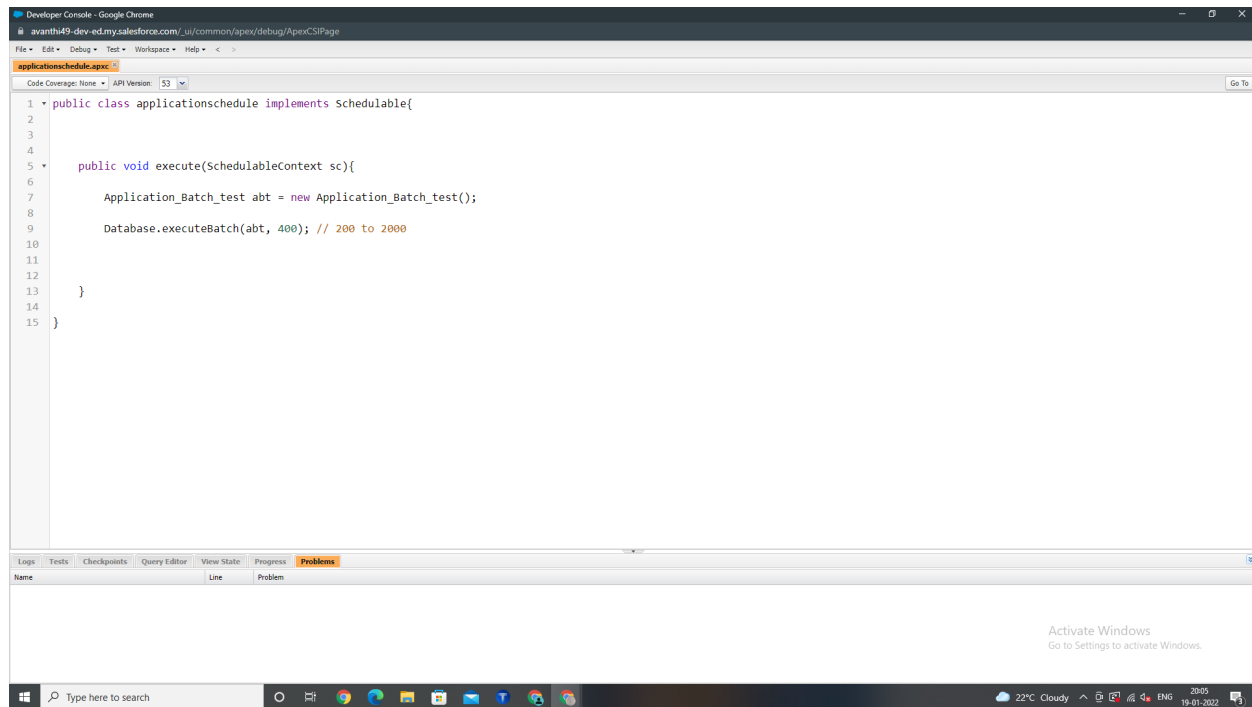 Developer Console - Google Chrome
avanthi49-dev-ed.my.salesforce.com/_ui/common/apex/debug/ApexCSIPage
File Edit Debug Test Workspace Help < >
applicationschedule.apxc
Code Coverage: None API Version: 53 Go To
1 public class applicationschedule implements Schedulable{
2
3
4
5 public void execute(SchedulableContext sc){
6
7 Application_Batch_test abt = new Application_Batch_test();
8
9 Database.executeBatch(abt, 400); // 200 to 2000
10
11
12
13 }
14
15 }
Logs Tests Checkpoints Query Editor View State Progress Problems
Name Line Problem
Activate Windows
Go to Settings to activate Windows.
Type here to search 22°C Cloudy ENG 20:05
19-01-2022 3